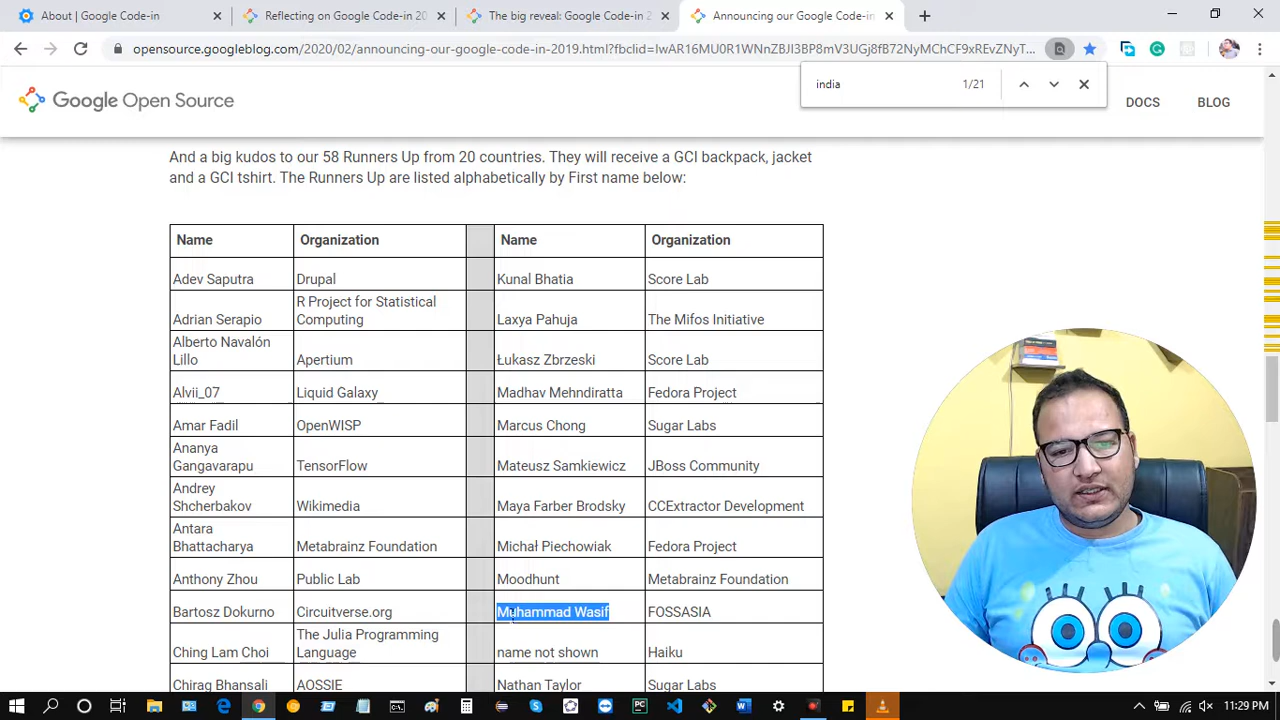 About | Google Code-in
Reflecting on Google Code-in 20
The big reveal: Google Code-in 2
Announcing our Google Code-in
opensource.googleblog.com/2020/02/announcing-our-google-code-in-2019.html?fbclid=IwAR16MU0R1WNnZBJI3BP8mV3UGj8fB72NyMChCF9xREvZNyT...
india 1/21
Google Open Source
DOCS BLOG
And a big kudos to our 58 Runners Up from 20 countries. They will receive a GCI backpack, jacket
and a GCI tshirt. The Runners Up are listed alphabetically by First name below:
Name Organization Name Organization
Adev Saputra Drupal Kunal Bhatia Score Lab
Adrian Serapio R Project for Statistical
Computing Laxya Pahuja The Mifos Initiative
Alberto Navalón
Lillo Apertium Łukasz Zbrzeski Score Lab
Alvii_07 Liquid Galaxy Madhav Mehndiratta Fedora Project
Amar Fadil OpenWISP Marcus Chong Sugar Labs
Ananya
Gangavarapu TensorFlow Mateusz Samkiewicz JBoss Community
Andrey
Shcherbakov Wikimedia Maya Farber Brodsky CCExtractor Development
Antara
Bhattacharya Metabrainz Foundation Michał Piechowiak Fedora Project
Anthony Zhou Public Lab Moodhunt Metabrainz Foundation
Bartosz Dokurno Circuitverse.org Muhammad Wasif FOSSASIA
Ching Lam Choi The Julia Programming
Language name not shown Haiku
Chirag Bhansali AOSSIE Nathan Taylor Sugar Labs
11:29 PM